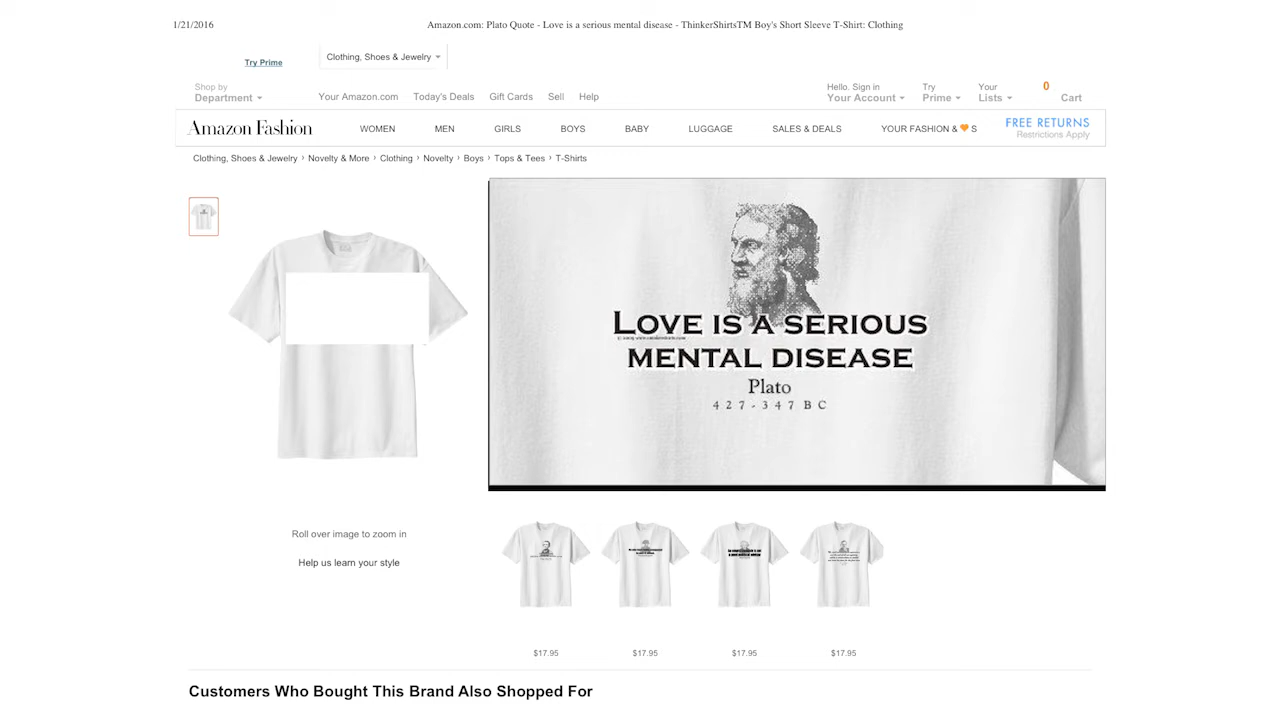 1/21/2016
Amazon.com: Plato Quote - Love is a serious mental disease - ThinkerShirtsTM Boy's Short Sleeve T-Shirt: Clothing
Try Prime
Clothing, Shoes & Jewelry
Shop by
Department
Your Amazon.com
Today's Deals
Gift Cards
Sell
Help
Hello. Sign in
Your Account
Try
Prime
Your
Lists
0
Cart
Amazon Fashion
WOMEN
MEN
GIRLS
BOYS
BABY
LUGGAGE
SALES & DEALS
YOUR FASHION & 🧡 S
FREE RETURNS
Restrictions Apply
Clothing, Shoes & Jewelry › Novelty & More › Clothing › Novelty › Boys › Tops & Tees › T-Shirts
LOVE IS A SERIOUS
MENTAL DISEASE
Plato
427-347 BC
Roll over image to zoom in
Help us learn your style
$17.95
$17.95
$17.95
$17.95
Customers Who Bought This Brand Also Shopped For